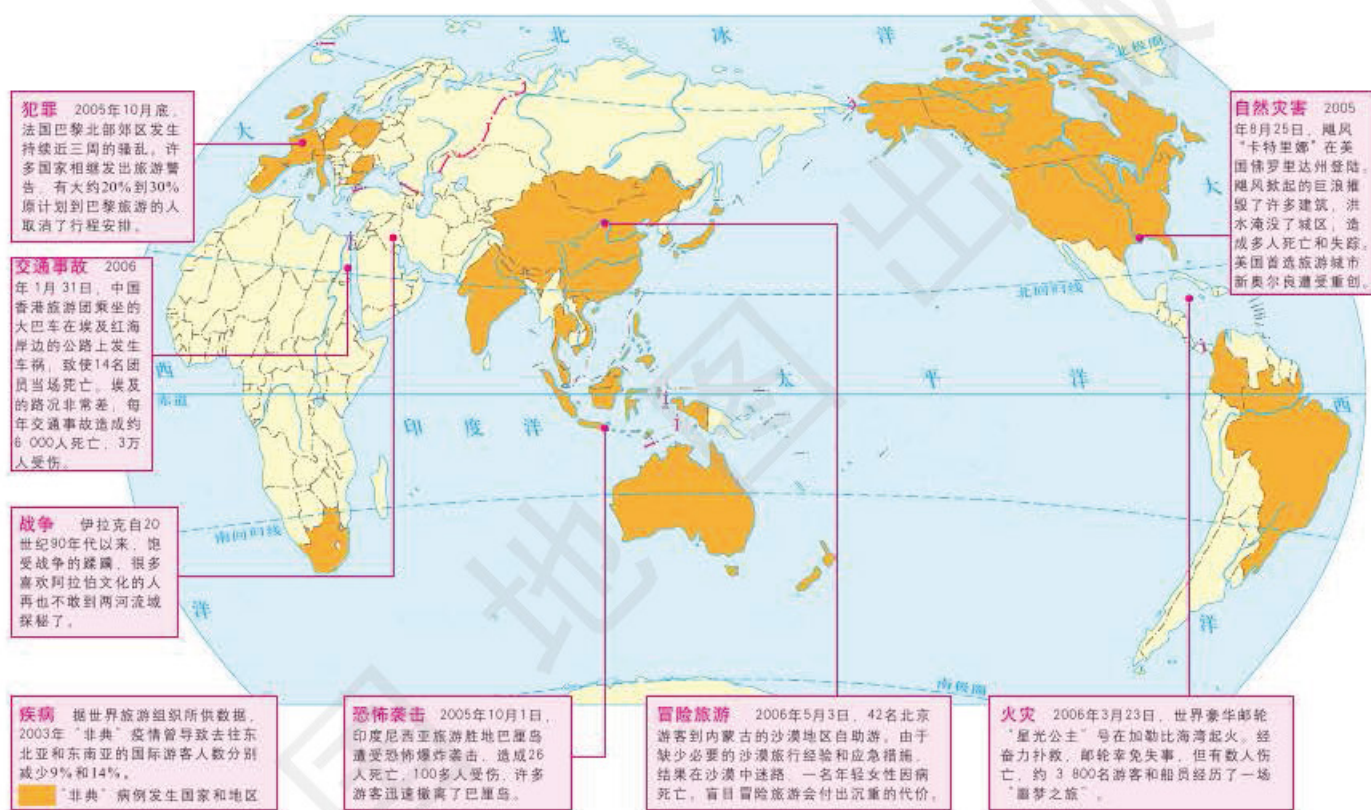 北 冰 洋
北极圈
大
大
犯罪 2005年10月底，
法国巴黎北部郊区发生
持续近三周的骚乱。许
多国家相继发出旅游警
告，有大约20%到30%
原计划到巴黎旅游的人
取消了行程安排。
自然灾害 2005
年8月25日，飓风
“卡特里娜”在美
国佛罗里达州登陆。
飓风掀起的巨浪摧
毁了许多建筑，洪
水淹没了城区，造
成多人死亡和失踪。
美国首选旅游城市
新奥尔良遭受重创。
交通事故 2006
年1月31日，中国
香港旅游团乘坐的
大巴车在埃及红海
岸边的公路上发生
车祸，致使14名团
员当场死亡。埃及
的路况非常差，每
年交通事故造成约
6 000人死亡，3万
人受伤。
北回归线
西
太 平 洋
赤道
西
印 度 洋
战争 伊拉克自20
世纪90年代以来，饱
受战争的蹂躏，很多
喜欢阿拉伯文化的人
再也不敢到两河流域
探秘了。
南回归线
洋
洋
南极圈
疾病 据世界旅游组织所供数据，
2003年“非典”疫情曾导致去往东
北亚和东南亚的国际游客人数分别
减少9%和14%。
“非典”病例发生国家和地区
恐怖袭击 2005年10月1日，
印度尼西亚旅游胜地巴厘岛
遭受恐怖爆炸袭击，造成26
人死亡，100多人受伤，许多
游客迅速撤离了巴厘岛。
冒险旅游 2006年5月3日，42名北京
游客到内蒙古的沙漠地区自助游。由于
缺少必要的沙漠旅行经验和应急措施，
结果在沙漠中迷路，一名年轻女性因病
死亡，盲目冒险旅游会付出沉重的代价。
火灾 2006年3月23日，世界豪华邮轮
“星光公主”号在加勒比海湾起火。经
奋力扑救，邮轮幸免失事，但有数人伤
亡，约 3 800名游客和船员经历了一场
“噩梦之旅”。